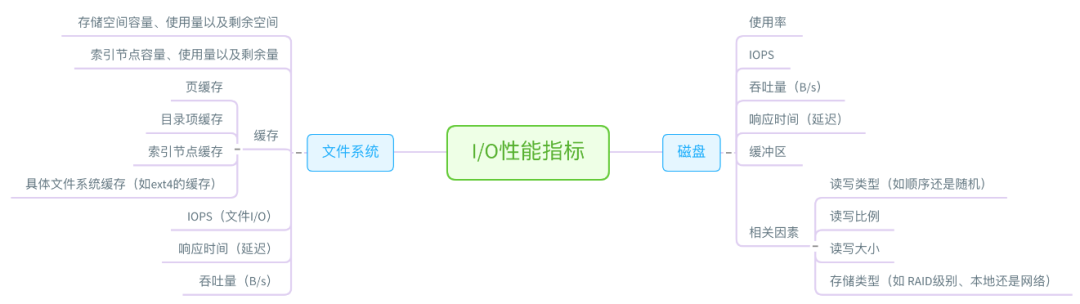 I/O性能指标
文件系统
存储空间容量、使用量以及剩余空间
索引节点容量、使用量以及剩余量
缓存
页缓存
目录项缓存
索引节点缓存
具体文件系统缓存（如ext4的缓存）
IOPS（文件I/O）
响应时间（延迟）
吞吐量（B/s）
磁盘
使用率
IOPS
吞吐量（B/s）
响应时间（延迟）
缓冲区
相关因素
读写类型（如顺序还是随机）
读写比例
读写大小
存储类型（如 RAID级别、本地还是网络）